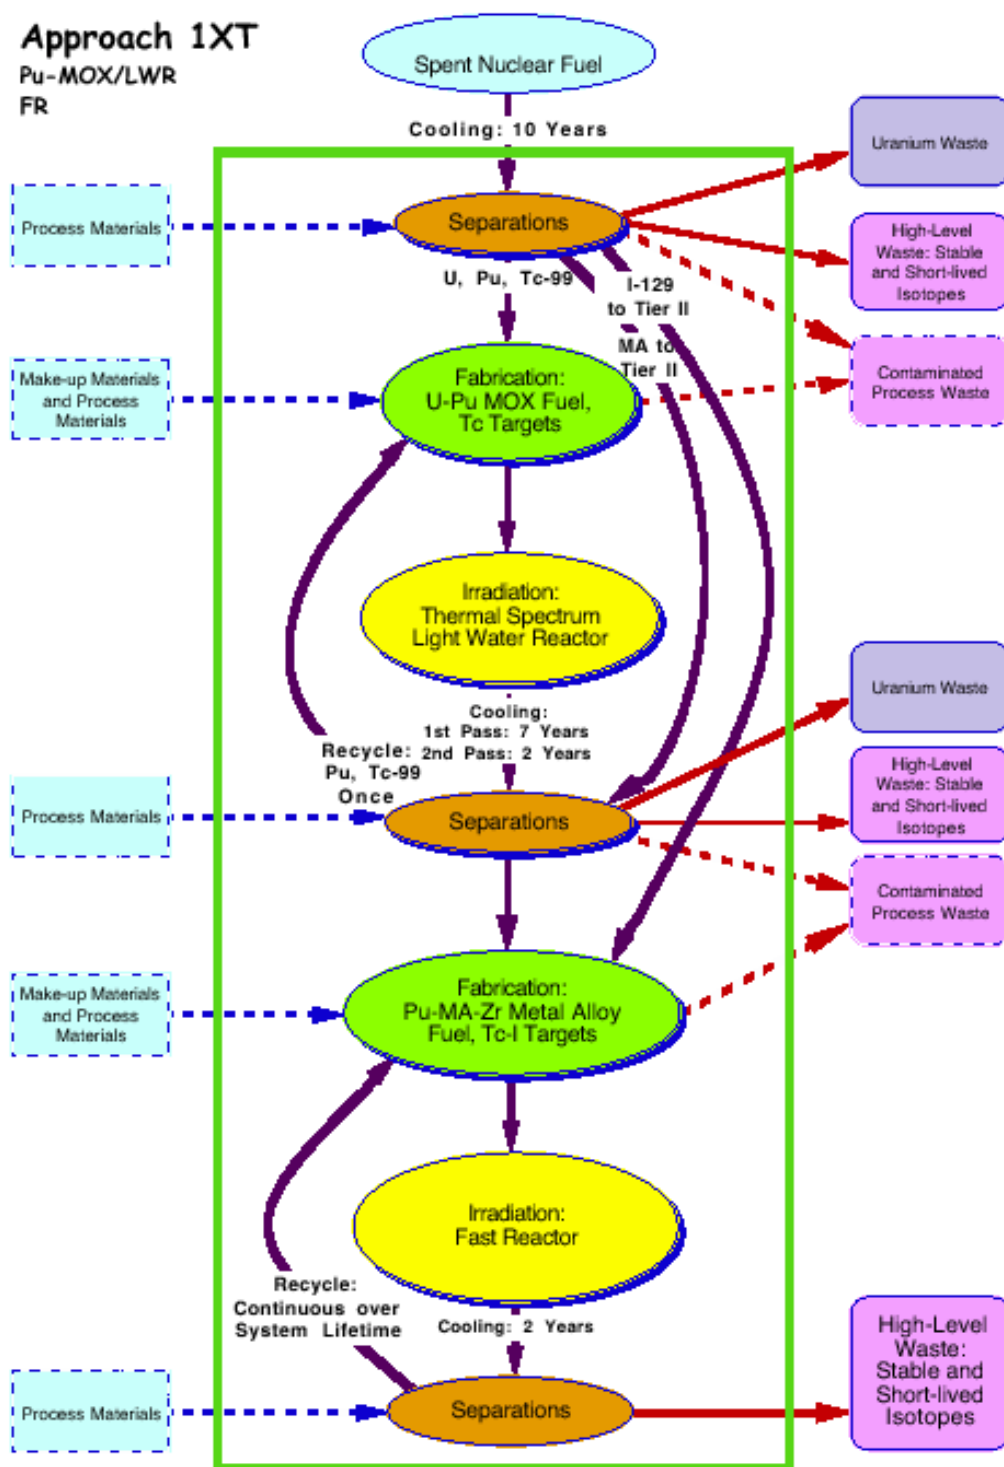 Approach 1XT
Pu-MOX/LWR
FR
Spent Nuclear Fuel
Cooling: 10 Years
Uranium Waste
Process Materials
Separations
High-Level
Waste: Stable
and Short-lived
Isotopes
U, Pu, Tc-99
I-129
to Tier II
MA to
Tier II
Make-up Materials
and Process
Materials
Fabrication:
U-Pu MOX Fuel,
Tc Targets
Contaminated
Process Waste
Irradiation:
Thermal Spectrum
Light Water Reactor
Uranium Waste
Cooling:
1st Pass: 7 Years
2nd Pass: 2 Years
Recycle:
Pu, Tc-99
Once
Process Materials
Separations
High-Level
Waste: Stable
and Short-lived
Isotopes
Contaminated
Process Waste
Make-up Materials
and Process
Materials
Fabrication:
Pu-MA-Zr Metal Alloy
Fuel, Tc-I Targets
Irradiation:
Fast Reactor
Recycle:
Continuous over
System Lifetime
Cooling: 2 Years
Process Materials
Separations
High-Level
Waste:
Stable and
Short-lived
Isotopes